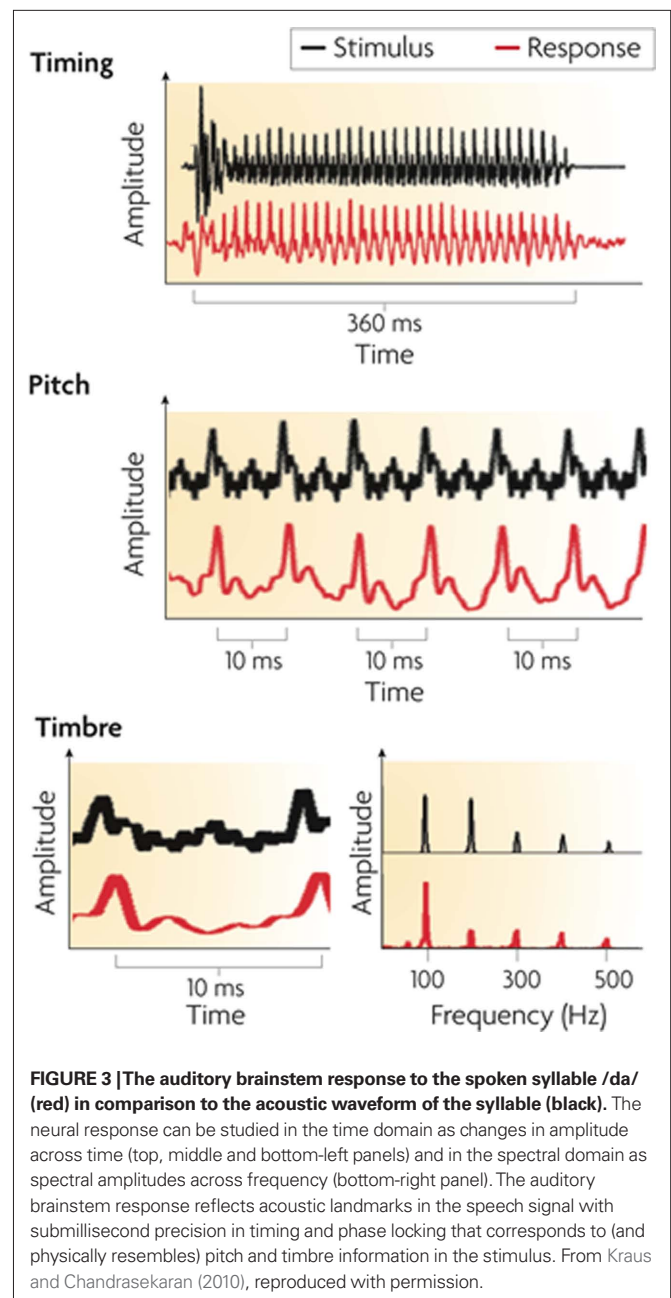 Stimulus Response
Timing
Amplitude
360 ms
Time
Pitch
Amplitude
10 ms 10 ms 10 ms
Time
Timbre
Amplitude
10 ms
Time
Amplitude
100 300 500
Frequency (Hz)
FIGURE 3 | The auditory brainstem response to the spoken syllable /da/
(red) in comparison to the acoustic waveform of the syllable (black). The
neural response can be studied in the time domain as changes in amplitude
across time (top, middle and bottom-left panels) and in the spectral domain as
spectral amplitudes across frequency (bottom-right panel). The auditory
brainstem response reflects acoustic landmarks in the speech signal with
submillisecond precision in timing and phase locking that corresponds to (and
physically resembles) pitch and timbre information in the stimulus. From Kraus
and Chandrasekaran (2010), reproduced with permission.